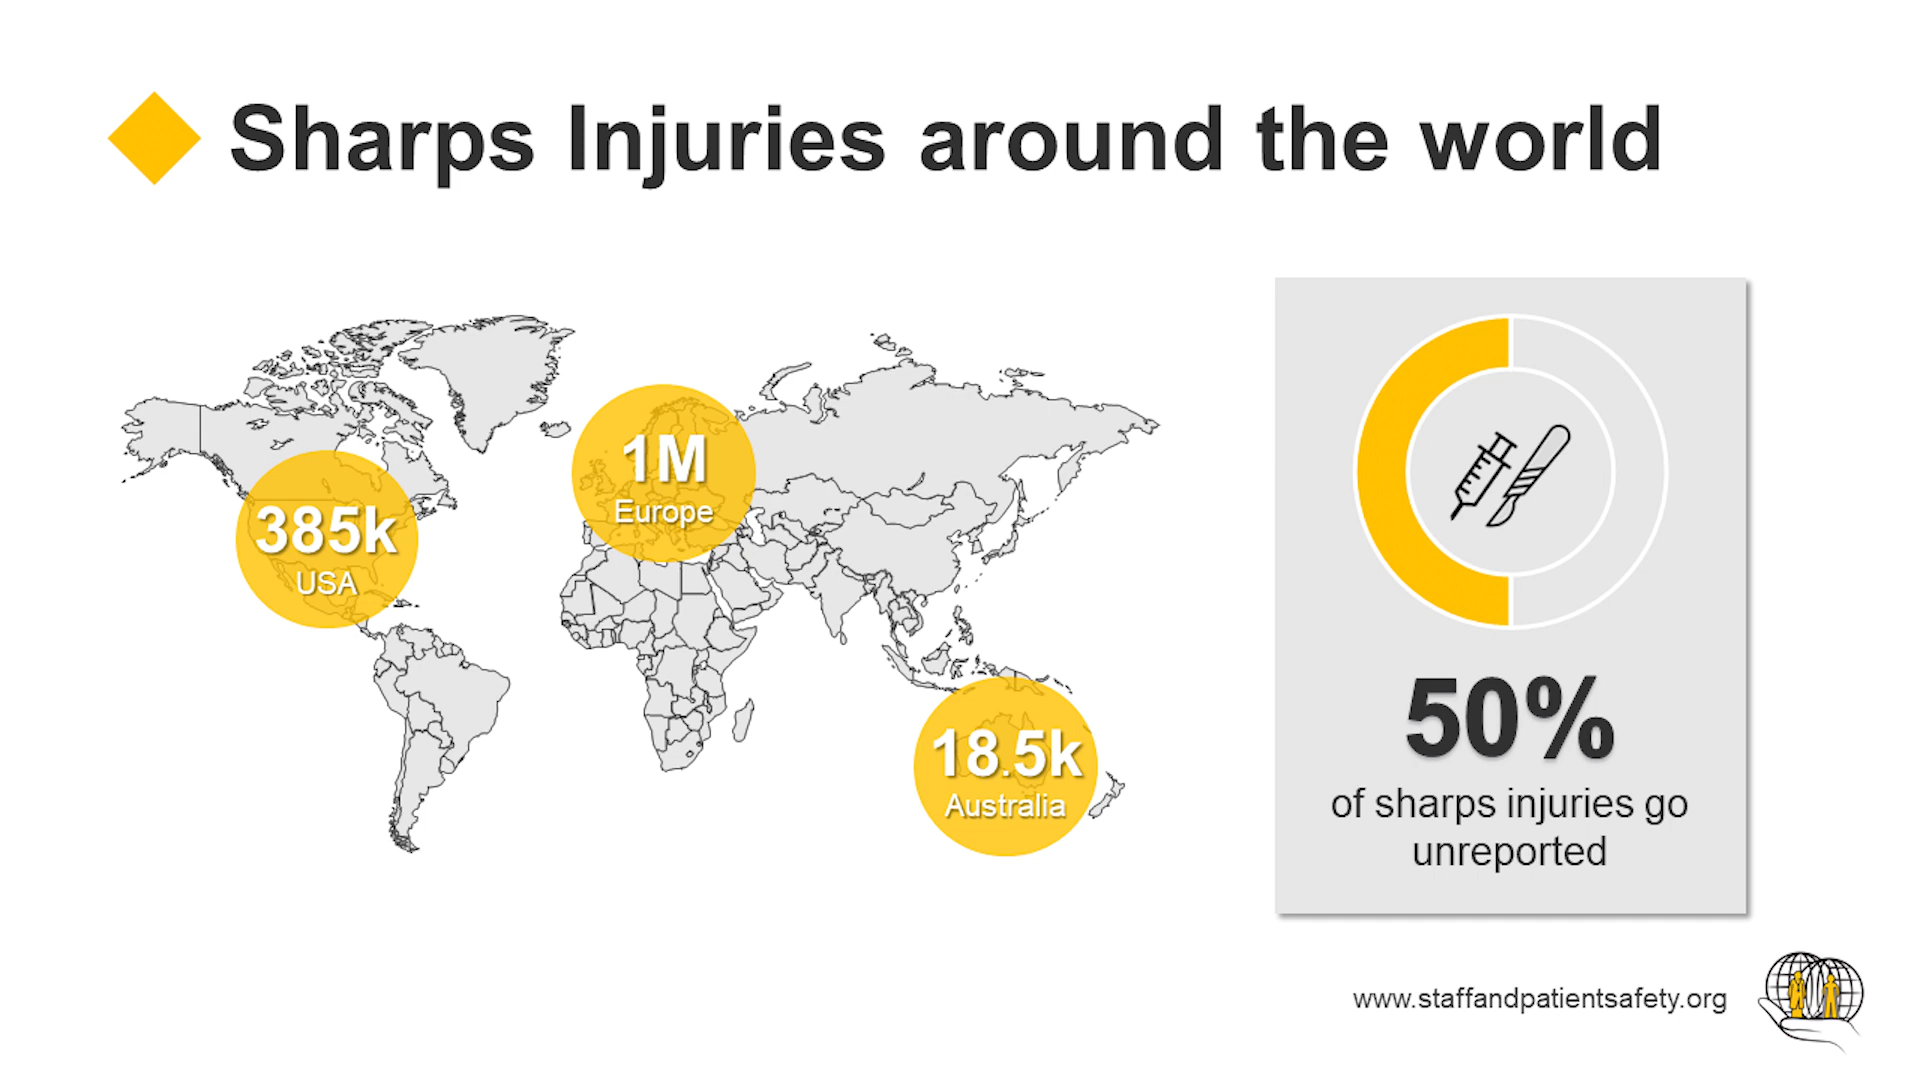 Sharps Injuries around the world
385k
USA
1M
Europe
18.5k
Australia
50%
of sharps injuries go
unreported
www.staffandpatientsafety.org